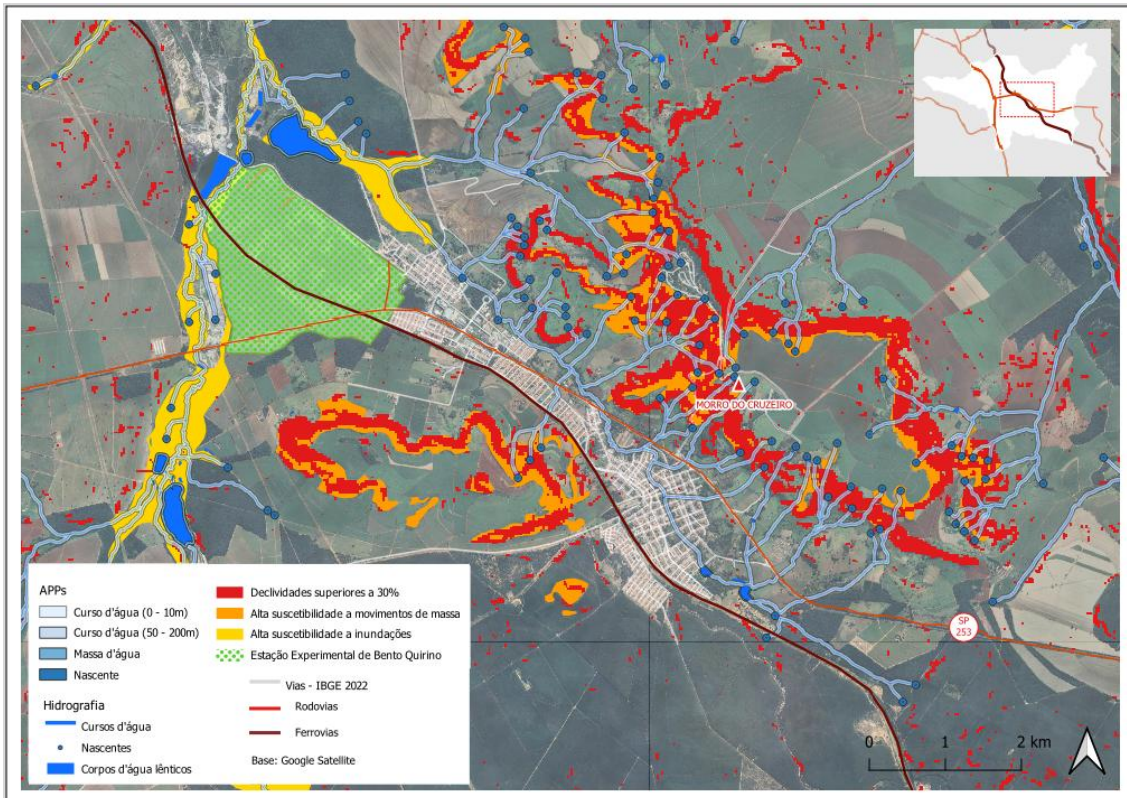 MORRO DO CRUZEIRO
SP
253
APPs
Curso d'água (0 - 10m)
Curso d'água (50 - 200m)
Massa d'água
Nascente
Hidrografia
Cursos d'água
Nascentes
Corpos d'água lênticos
Declividades superiores a 30%
Alta suscetibilidade a movimentos de massa
Alta suscetibilidade a inundações
Estação Experimental de Bento Quirino
Vias - IBGE 2022
Rodovias
Ferrovias
Base: Google Satellite
0 1 2 km